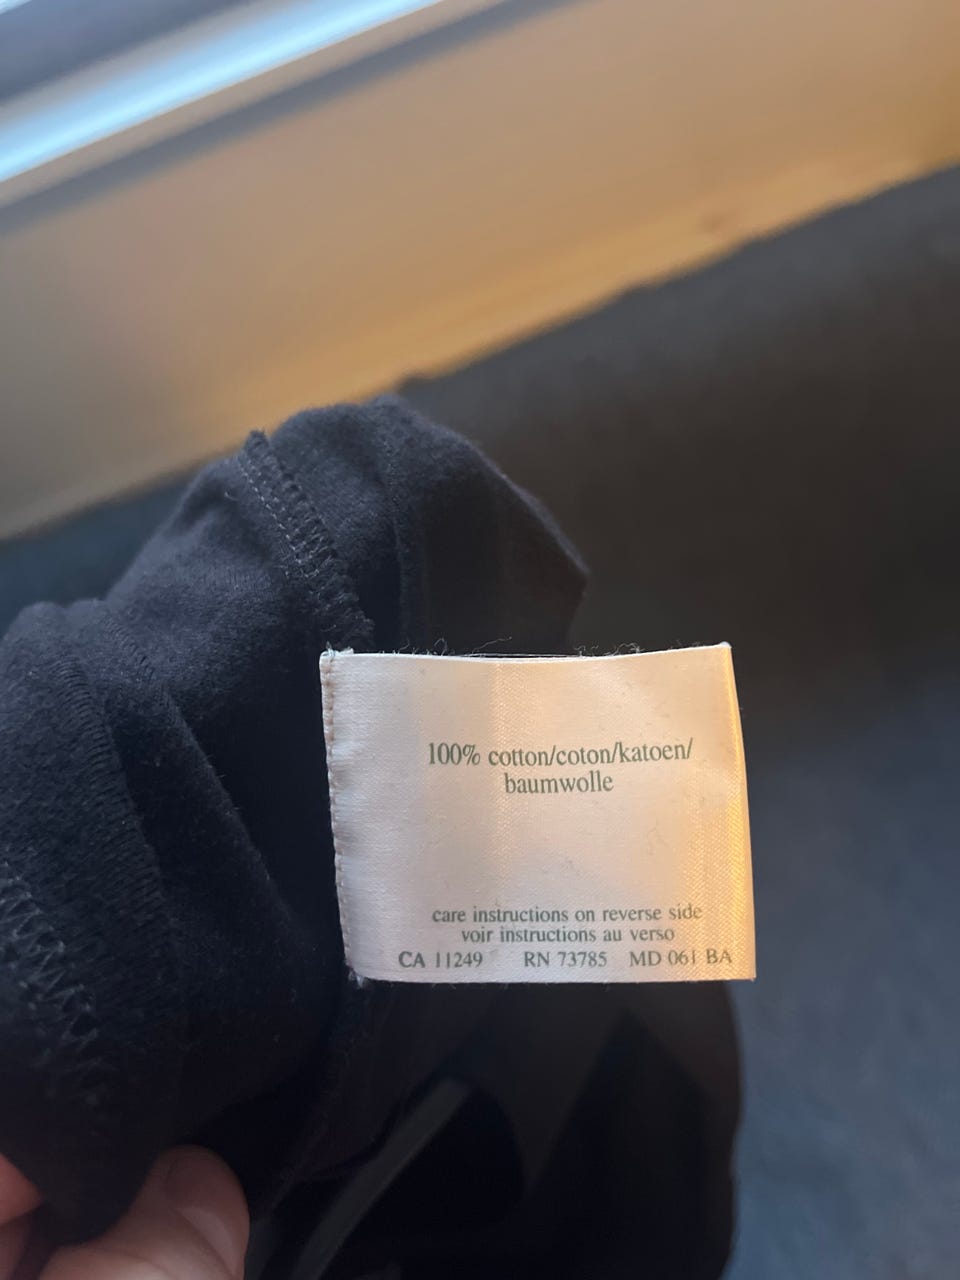 100% cotton/coton/katoen/
baumwolle
care instructions on reverse side
voir instructions au verso
CA 11249 RN 73785 MD 061 BA